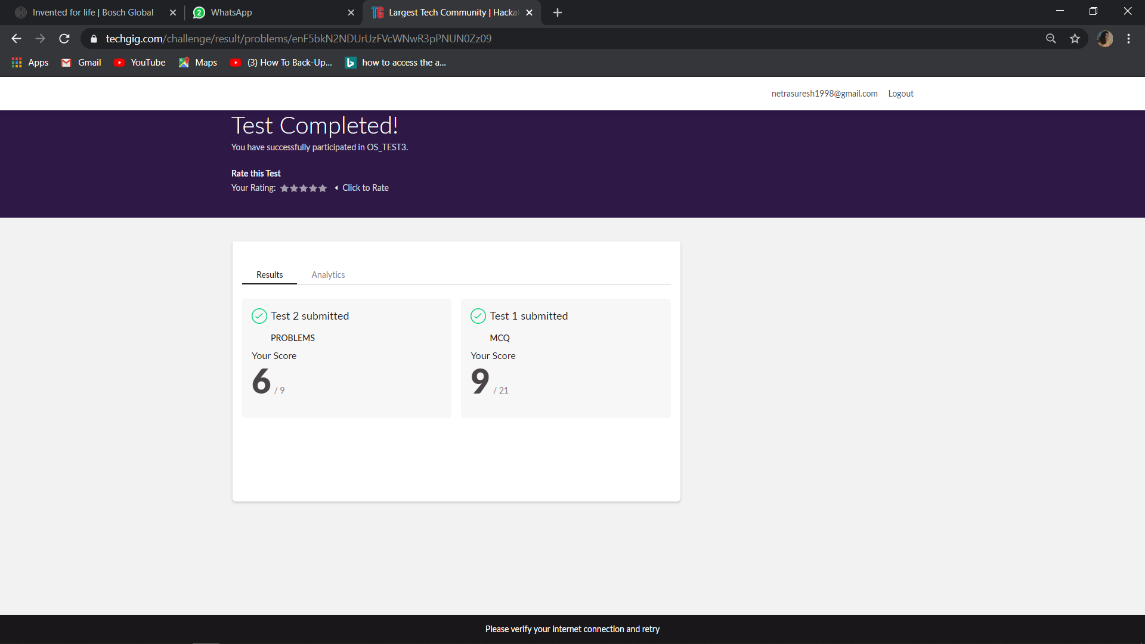 Invented for life | Bosch Global
WhatsApp
Largest Tech Community | Hacka
techgig.com/challenge/result/problems/enF5bkN2NDUrUzFVcWNwR3pPNUN0Zz09
Apps Gmail YouTube Maps (3) How To Back-Up... how to access the a...
netrasuresh1998@gmail.com Logout
Test Completed!
You have successfully participated in OS_TEST3.
Rate this Test
Your Rating: Click to Rate
Results Analytics
Test 2 submitted
PROBLEMS
Your Score
6 / 9
Test 1 submitted
MCQ
Your Score
9 / 21
Please verify your internet connection and retry